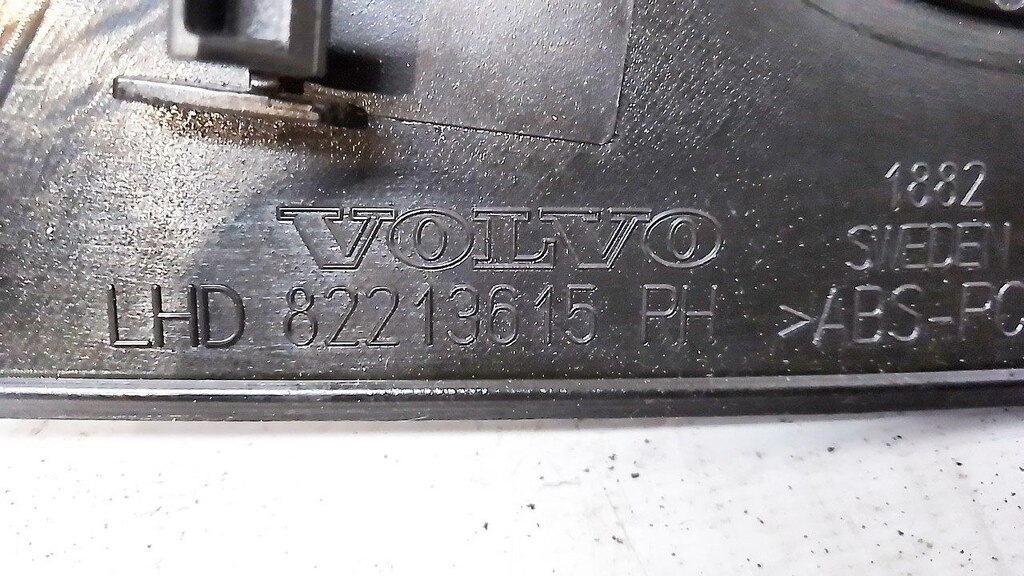 1882
VOLVO
SWEDEN
LHD 82213615 PH >ABS-PC